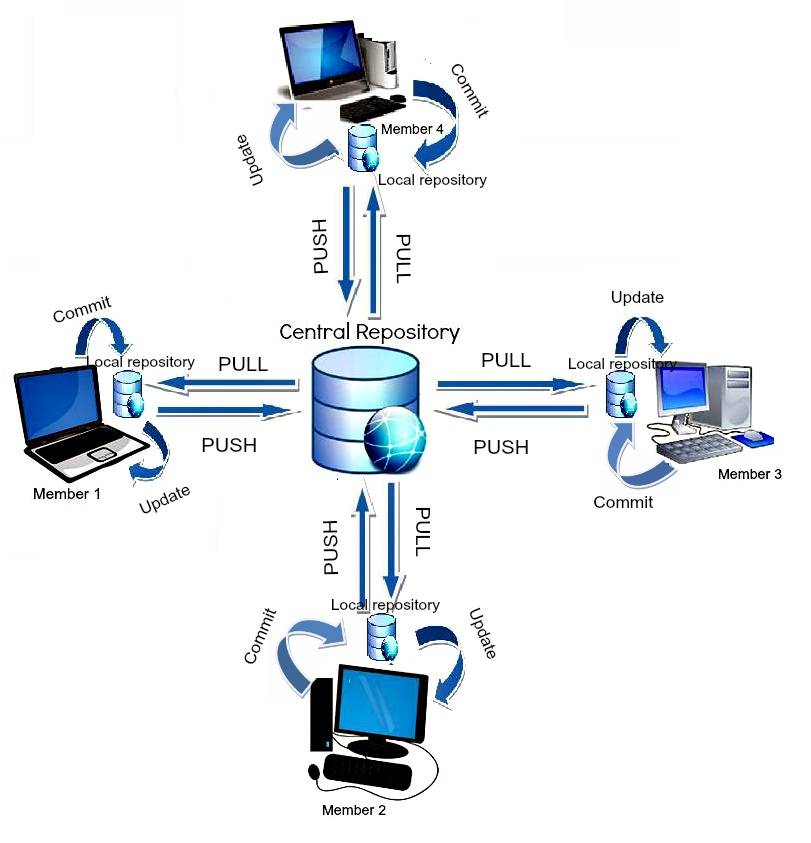 Commit
Member 4
Update
Local repository
PUSH
PULL
Central Repository
Commit
Local repository
PULL
PUSH
Update
Member 1
Update
Local repository
PULL
PUSH
Member 3
Commit
PUSH
PULL
Local repository
Commit
Update
Member 2